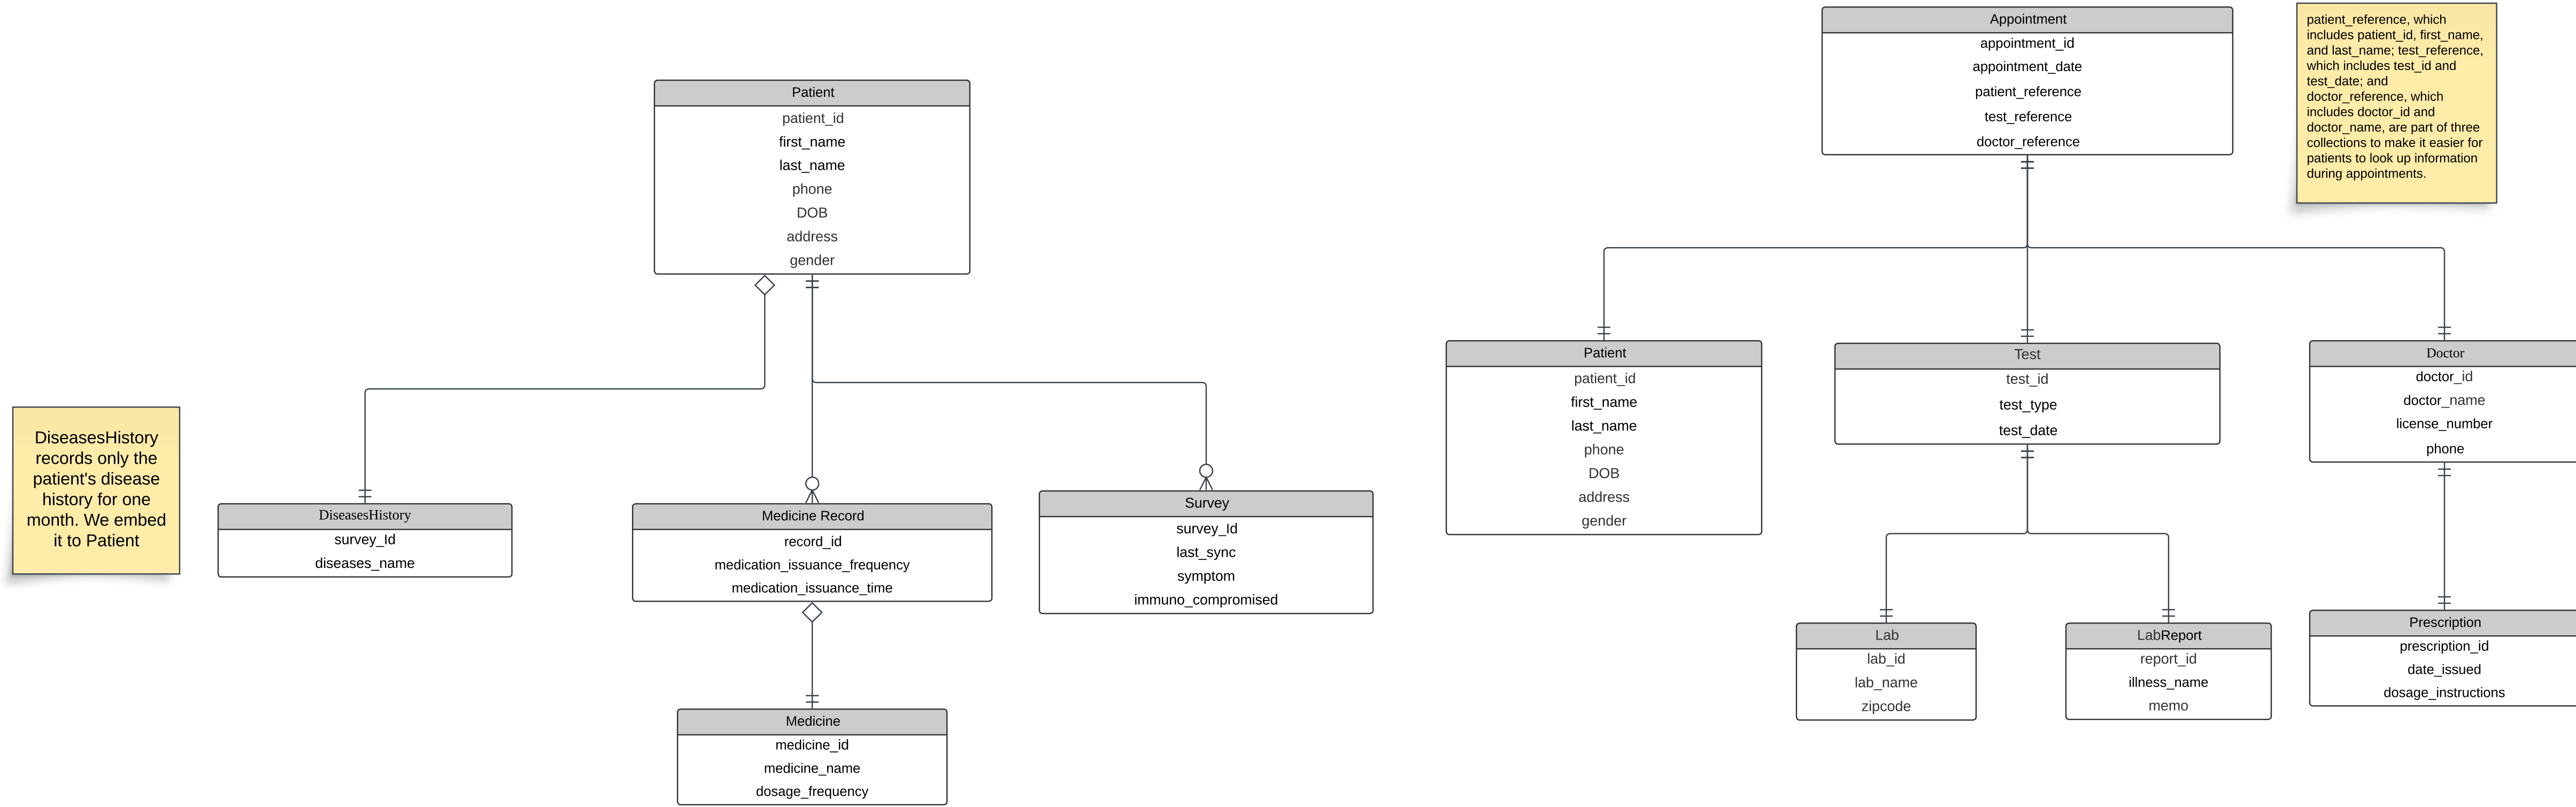 Patient
patient_id
first_name
last_name
phone
DOB
address
gender
DiseasesHistory
records only the
patient's disease
history for one
month. We embed
it to Patient
DiseasesHistory
survey_Id
diseases_name
Medicine Record
record_id
medication_issuance_frequency
medication_issuance_time
Survey
survey_Id
last_sync
symptom
immuno_compromised
Medicine
medicine_id
medicine_name
dosage_frequency
Appointment
appointment_id
appointment_date
patient_reference
test_reference
doctor_reference
patient_reference, which
includes patient_id, first_name,
and last_name; test_reference,
which includes test_id and
test_date; and
doctor_reference, which
includes doctor_id and
doctor_name, are part of three
collections to make it easier for
patients to look up information
during appointments.
Patient
patient_id
first_name
last_name
phone
DOB
address
gender
Test
test_id
test_type
test_date
Doctor
doctor_id
doctor_name
license_number
phone
Lab
lab_id
lab_name
zipcode
LabReport
report_id
illness_name
memo
Prescription
prescription_id
date_issued
dosage_instructions